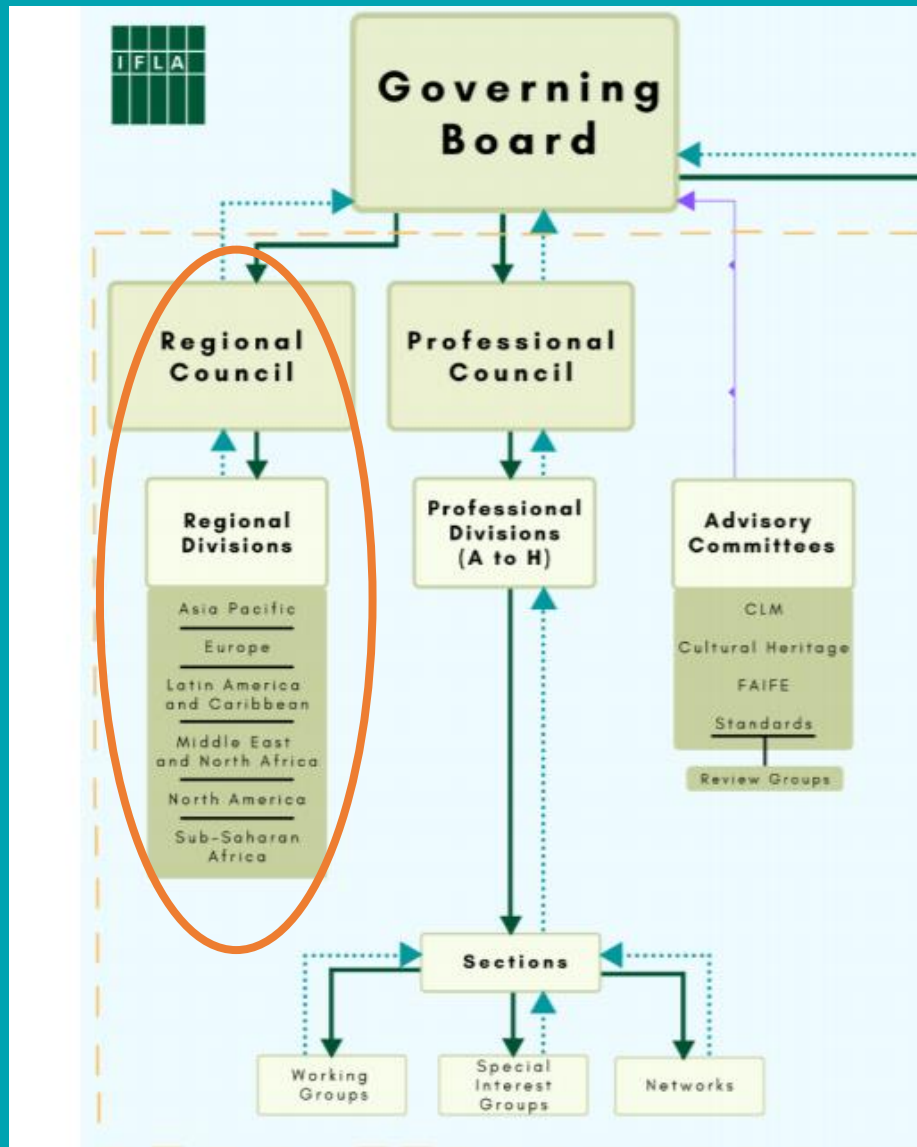 IFLA
Governing
Board
Regional
Council
Professional
Council
Regional
Divisions
Asia Pacific
Europe
Latin America
and Caribbean
Middle East
and North Africa
North America
Sub-Saharan
Africa
Professional
Divisions
(A to H)
Advisory
Committees
CLM
Cultural Heritage
FAIFE
Standards
Review Groups
Sections
Working
Groups
Special
Interest
Groups
Networks